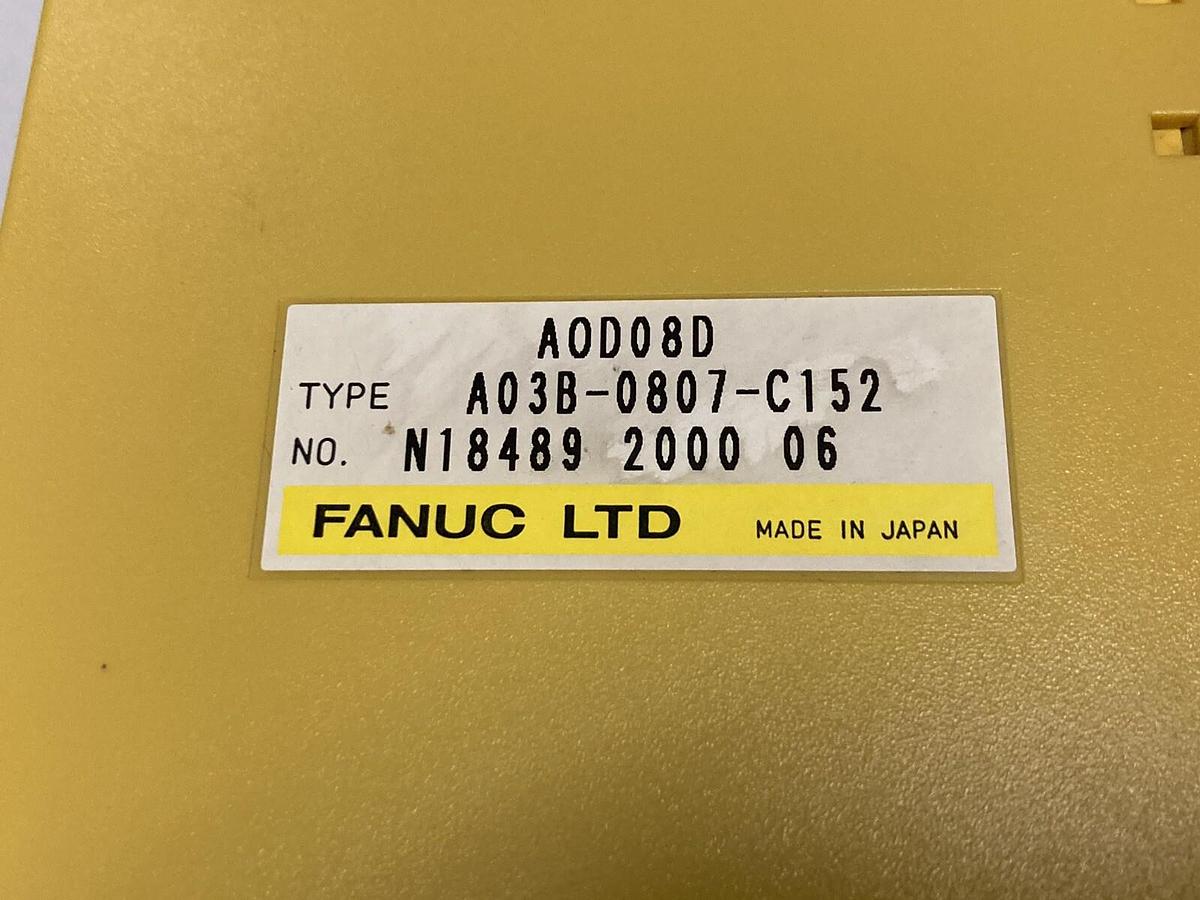 AOD08D
TYPE A03B-0807-C152
NO. N18489 2000 06
FANUC LTD MADE IN JAPAN